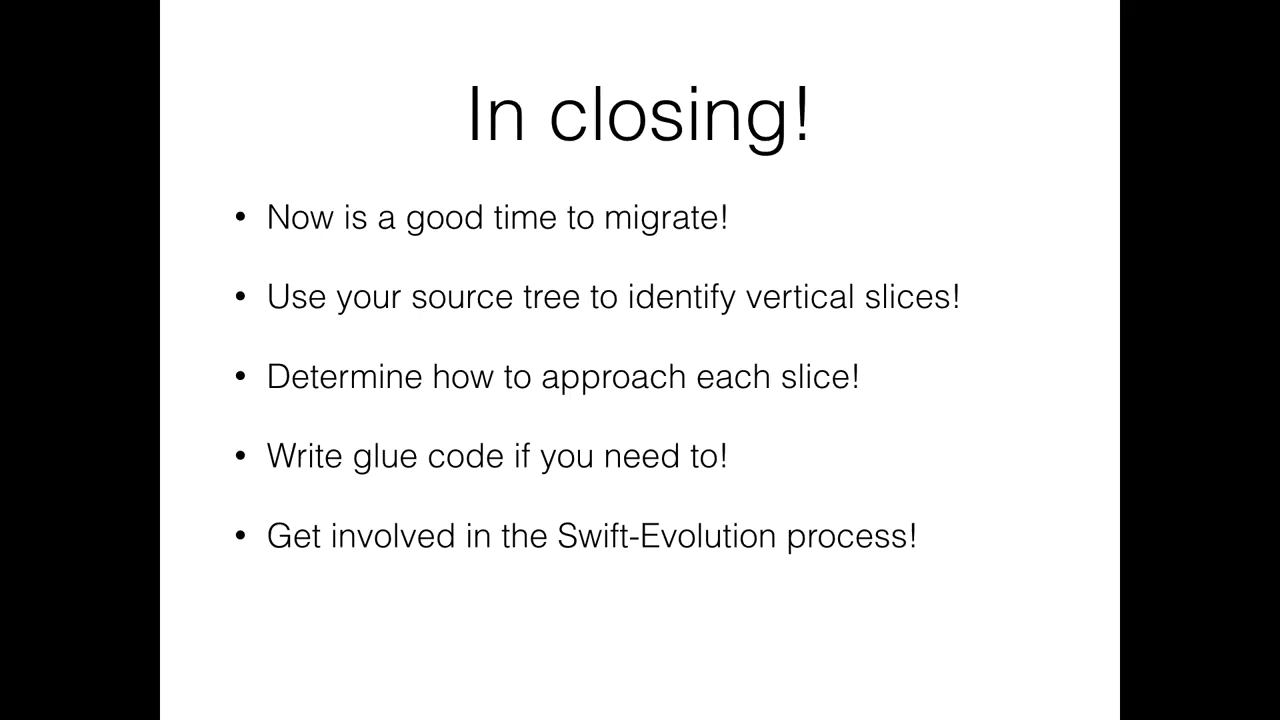 In closing!
• Now is a good time to migrate!
• Use your source tree to identify vertical slices!
• Determine how to approach each slice!
• Write glue code if you need to!
• Get involved in the Swift-Evolution process!